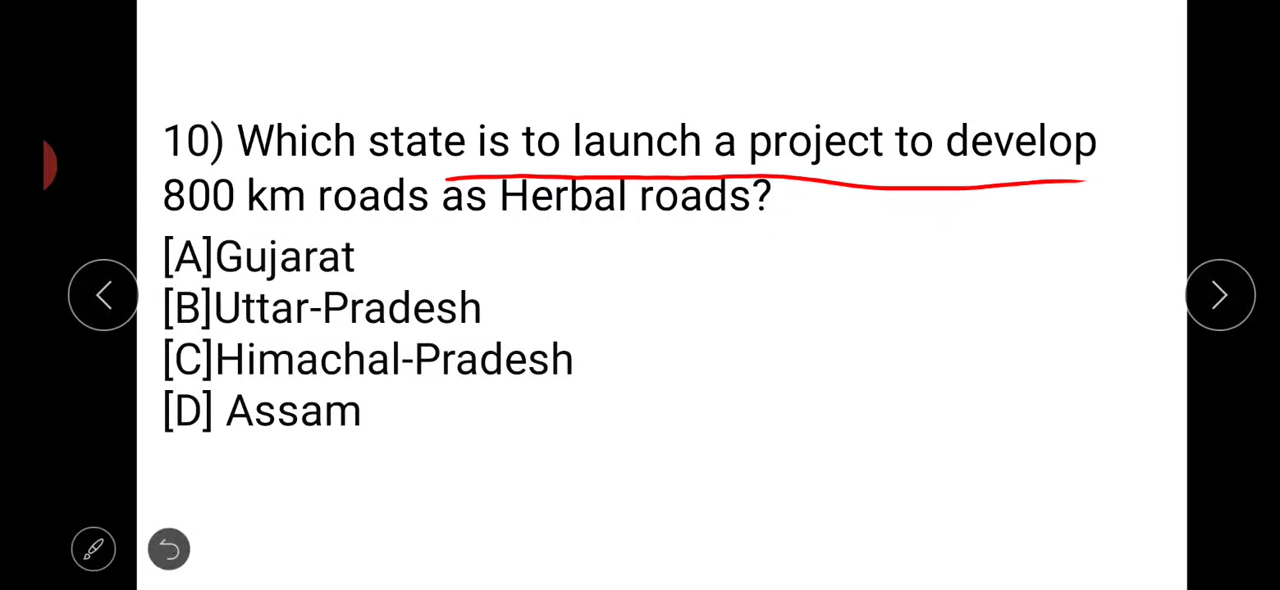 10) Which state is to launch a project to develop
800 km roads as Herbal roads?
[A]Gujarat
[B]Uttar-Pradesh
[C]Himachal-Pradesh
[D] Assam